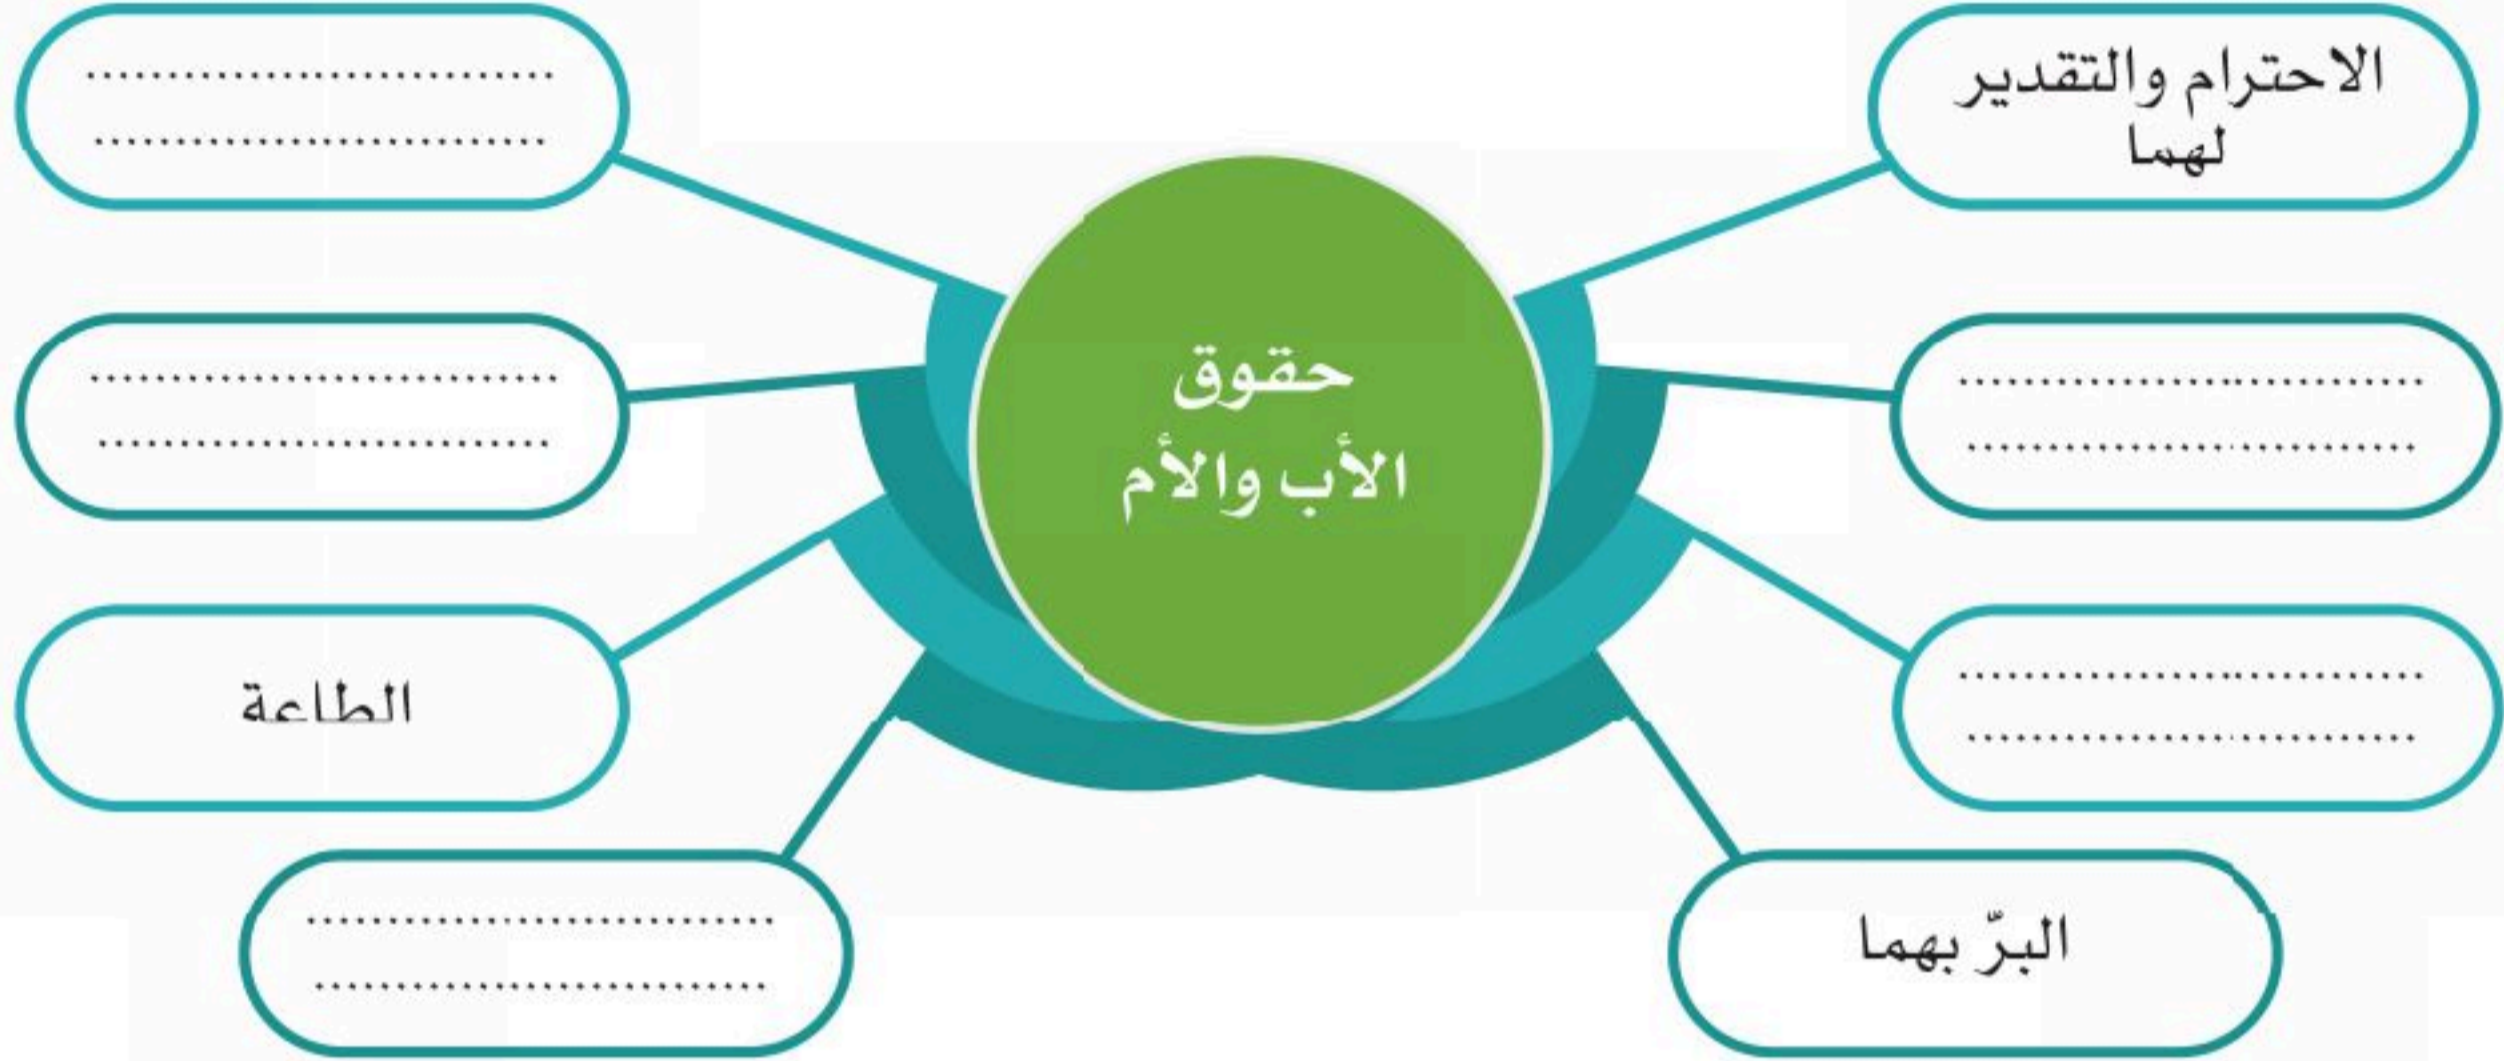 الاحترام والتقدير
لهما
حقوق
الأب والأم
الطاعة
البرّ بهما